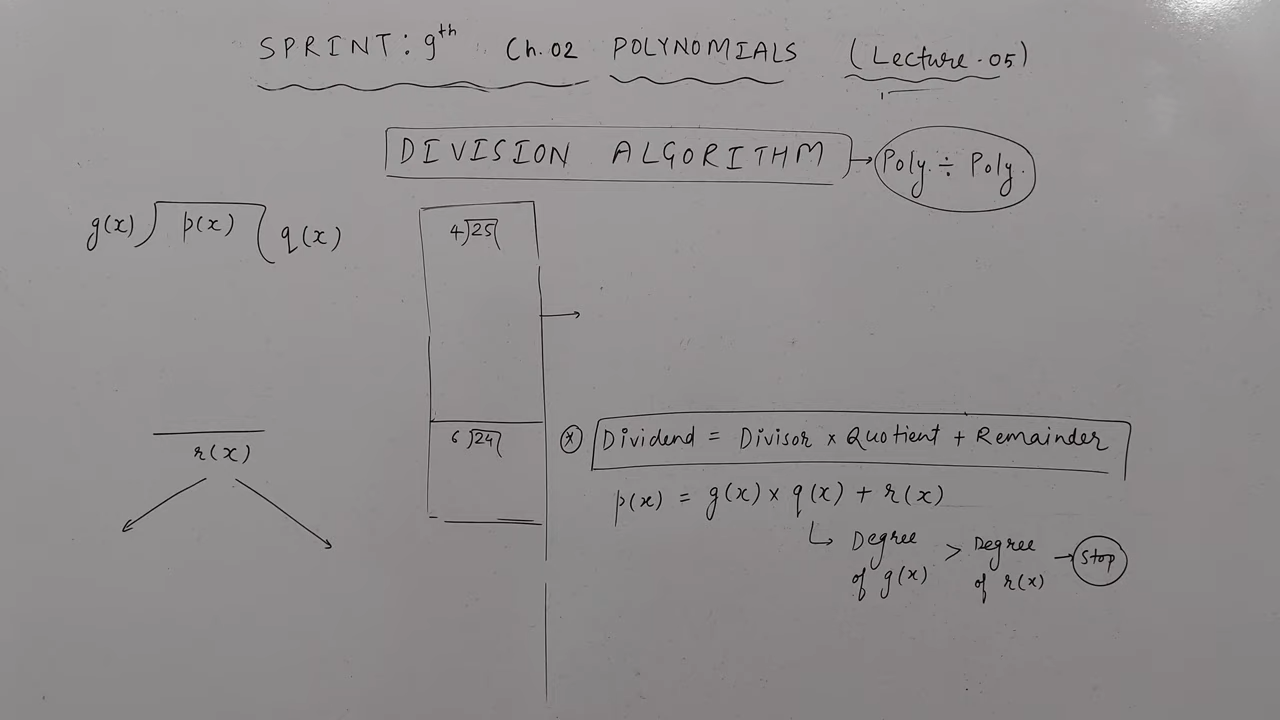 SPRINT: 9th Ch. 02 POLYNOMIALS (Lecture - 05)
DIVISION ALGORITHM → Poly. ÷ Poly.
g(x) ) p(x) ( q(x)
r(x)
4)25(
6)24(
(*) Dividend = Divisor × Quotient + Remainder
p(x) = g(x) × q(x) + r(x)
↳ Degree of g(x) > Degree of r(x) → Stop